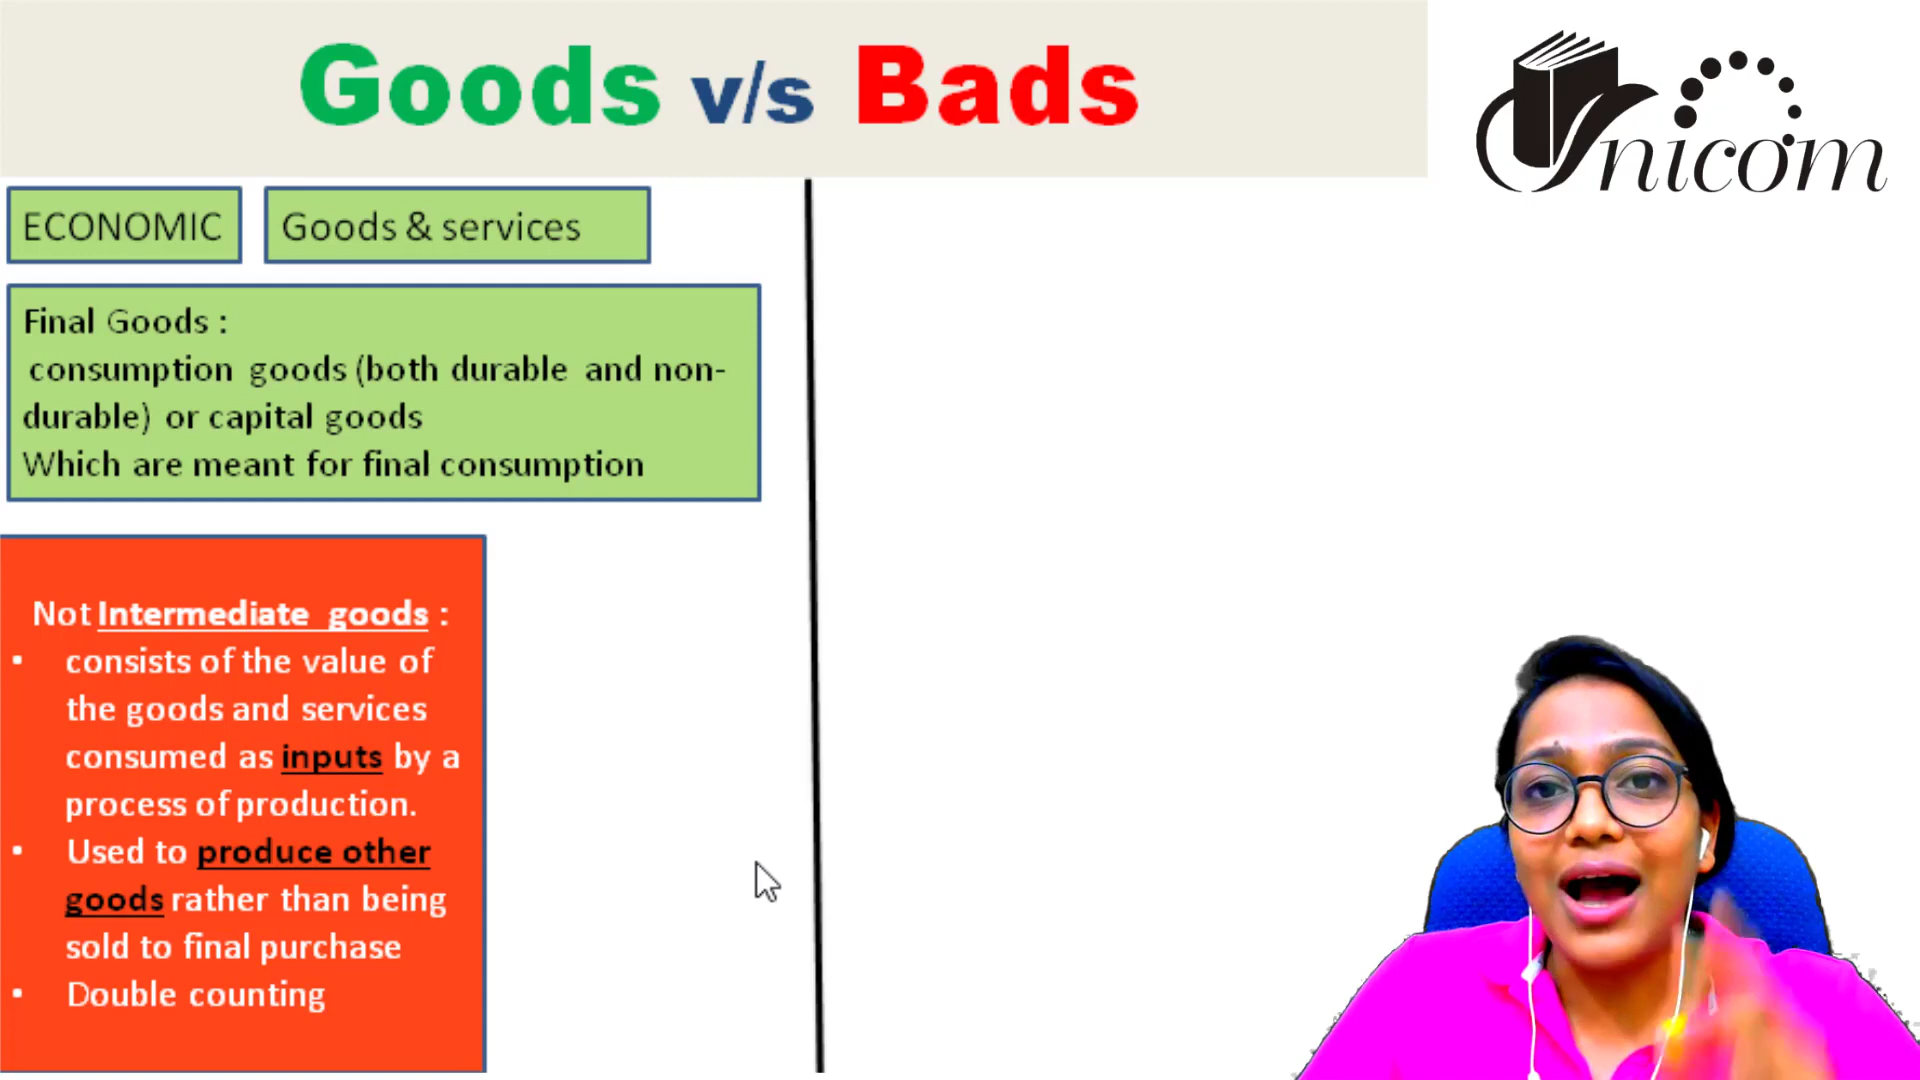 Goods v/s Bads
Unicom
ECONOMIC
Goods & services
Final Goods :
consumption goods (both durable and non-
durable) or capital goods
Which are meant for final consumption
Not Intermediate goods :
• consists of the value of
the goods and services
consumed as inputs by a
process of production.
• Used to produce other
goods rather than being
sold to final purchase
• Double counting